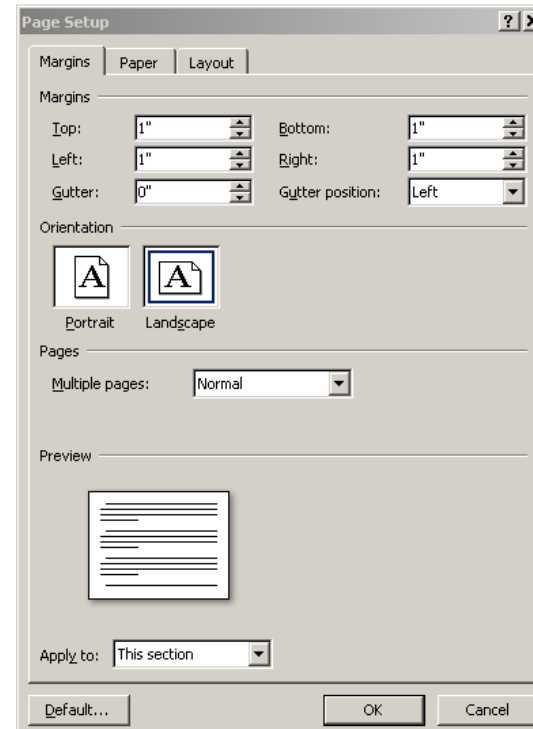 Page Setup
Margins Paper Layout
Margins
Top: 1" Bottom: 1"
Left: 1" Right: 1"
Gutter: 0" Gutter position: Left
Orientation
A A
Portrait Landscape
Pages
Multiple pages: Normal
Preview
Apply to: This section
Default... OK Cancel